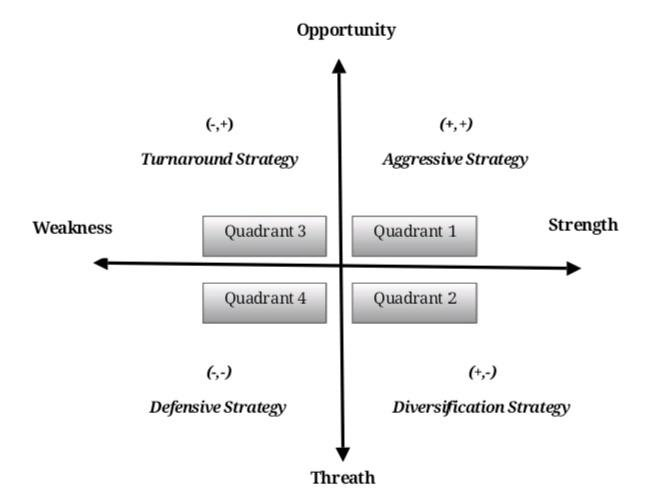 Opportunity
(-,+)
(+,+)
Turnaround Strategy
Aggressive Strategy
Weakness
Quadrant 3
Quadrant 1
Strength
Quadrant 4
Quadrant 2
(-,-)
(+,-)
Defensive Strategy
Diversification Strategy
Threath